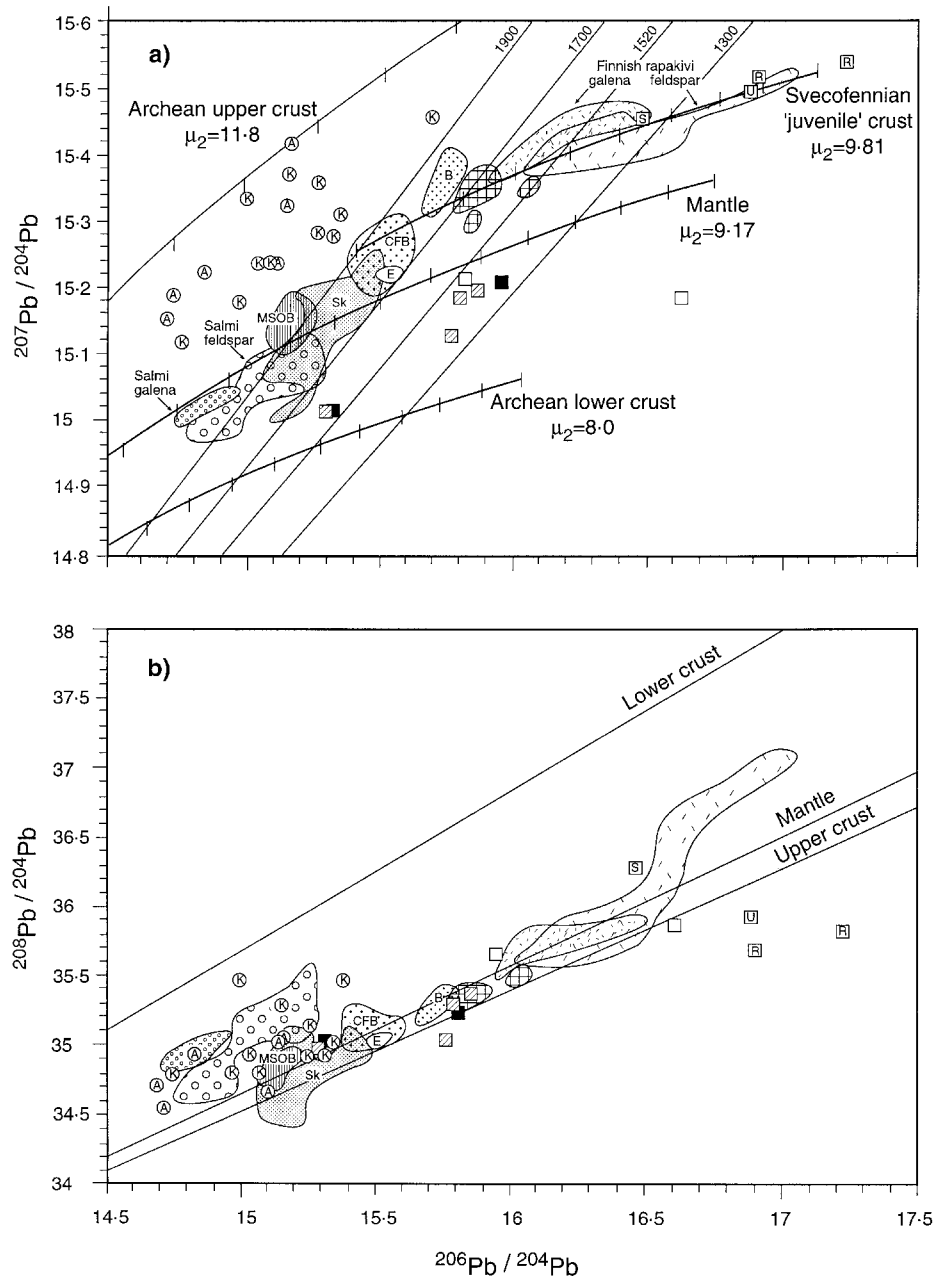 15·6
15·5
15·4
15·3
15·2
15·1
15
14·9
14·8
207Pb / 204Pb
a)
1900
1700
1520
1300
Archean upper crust
μ2=11·8
Finnish rapakivi
galena feldspar
R
R
U
S
Svecofennian
'juvenile' crust
μ2=9·81
Mantle
μ2=9·17
Archean lower crust
μ2=8·0
K
A
K
K
K
A
K
K
K
K
K
A
A
A
K
A
K
B
CFB
E
Sk
MSOB
Salmi
feldspar
Salmi
galena
38
37·5
37
36·5
36
35·5
35
34·5
34
208Pb / 204Pb
b)
Lower crust
Mantle
Upper crust
S
U
R
R
K
K
K
K
A
A
K
A
K
K
K
K
K
K
A
A
A
B
CFB
E
MSOB
Sk
14·5
15
15·5
16
16·5
17
17·5
206Pb / 204Pb